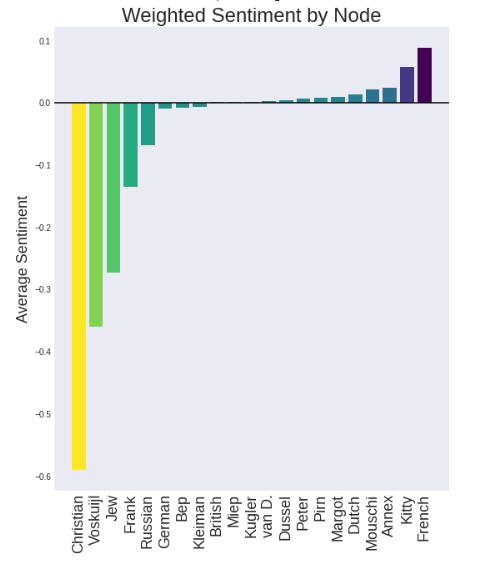 Weighted Sentiment by Node
0.1
0.0
−0.1
−0.2
−0.3
−0.4
−0.5
−0.6
Average Sentiment
Christian
Voskuijl
Jew
Frank
Russian
German
Bep
Kleiman
British
Miep
Kugler
van D.
Dussel
Peter
Pirn
Margot
Dutch
Mouschi
Annex
Kitty
French